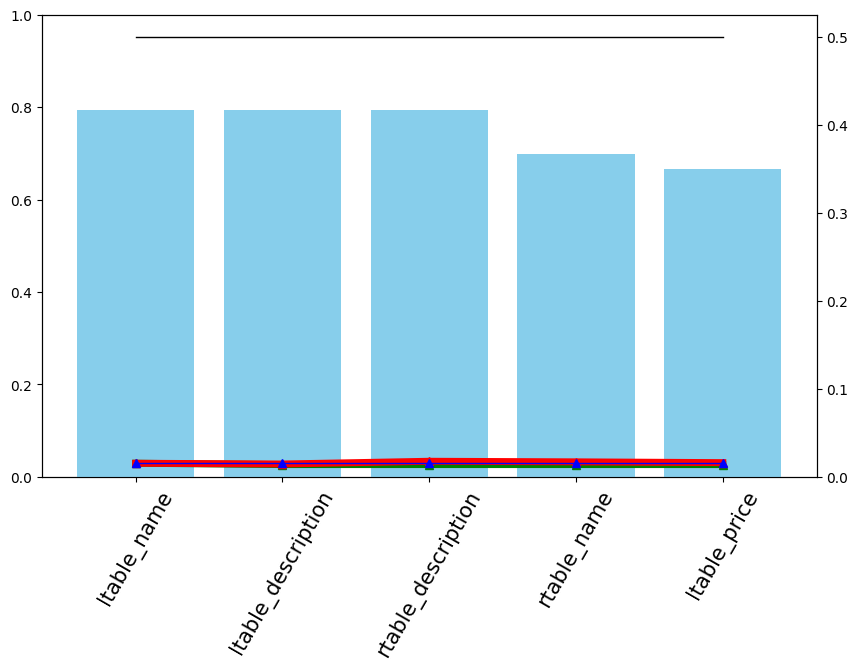 1.0
0.8
0.6
0.4
0.2
0.0
0.5
0.4
0.3
0.2
0.1
0.0
ltable_name
ltable_description
rtable_description
rtable_name
ltable_price